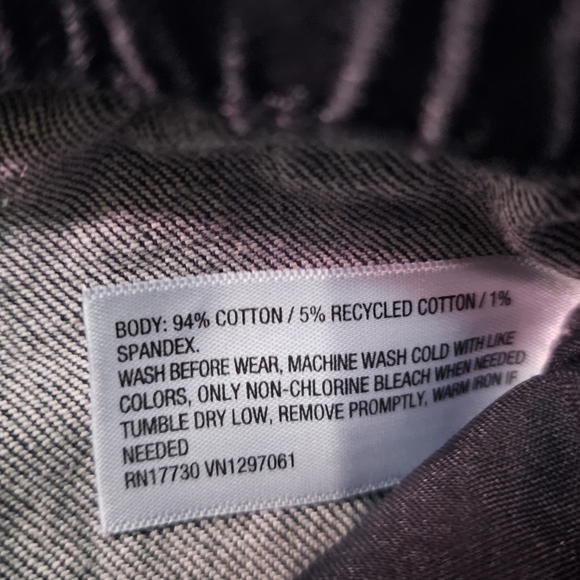 BODY: 94% COTTON / 5% RECYCLED COTTON / 1%
SPANDEX.
WASH BEFORE WEAR, MACHINE WASH COLD WITH LIKE
COLORS, ONLY NON-CHLORINE BLEACH WHEN NEEDED
TUMBLE DRY LOW, REMOVE PROMPTLY, WARM IRON IF
NEEDED
RN17730 VN1297061